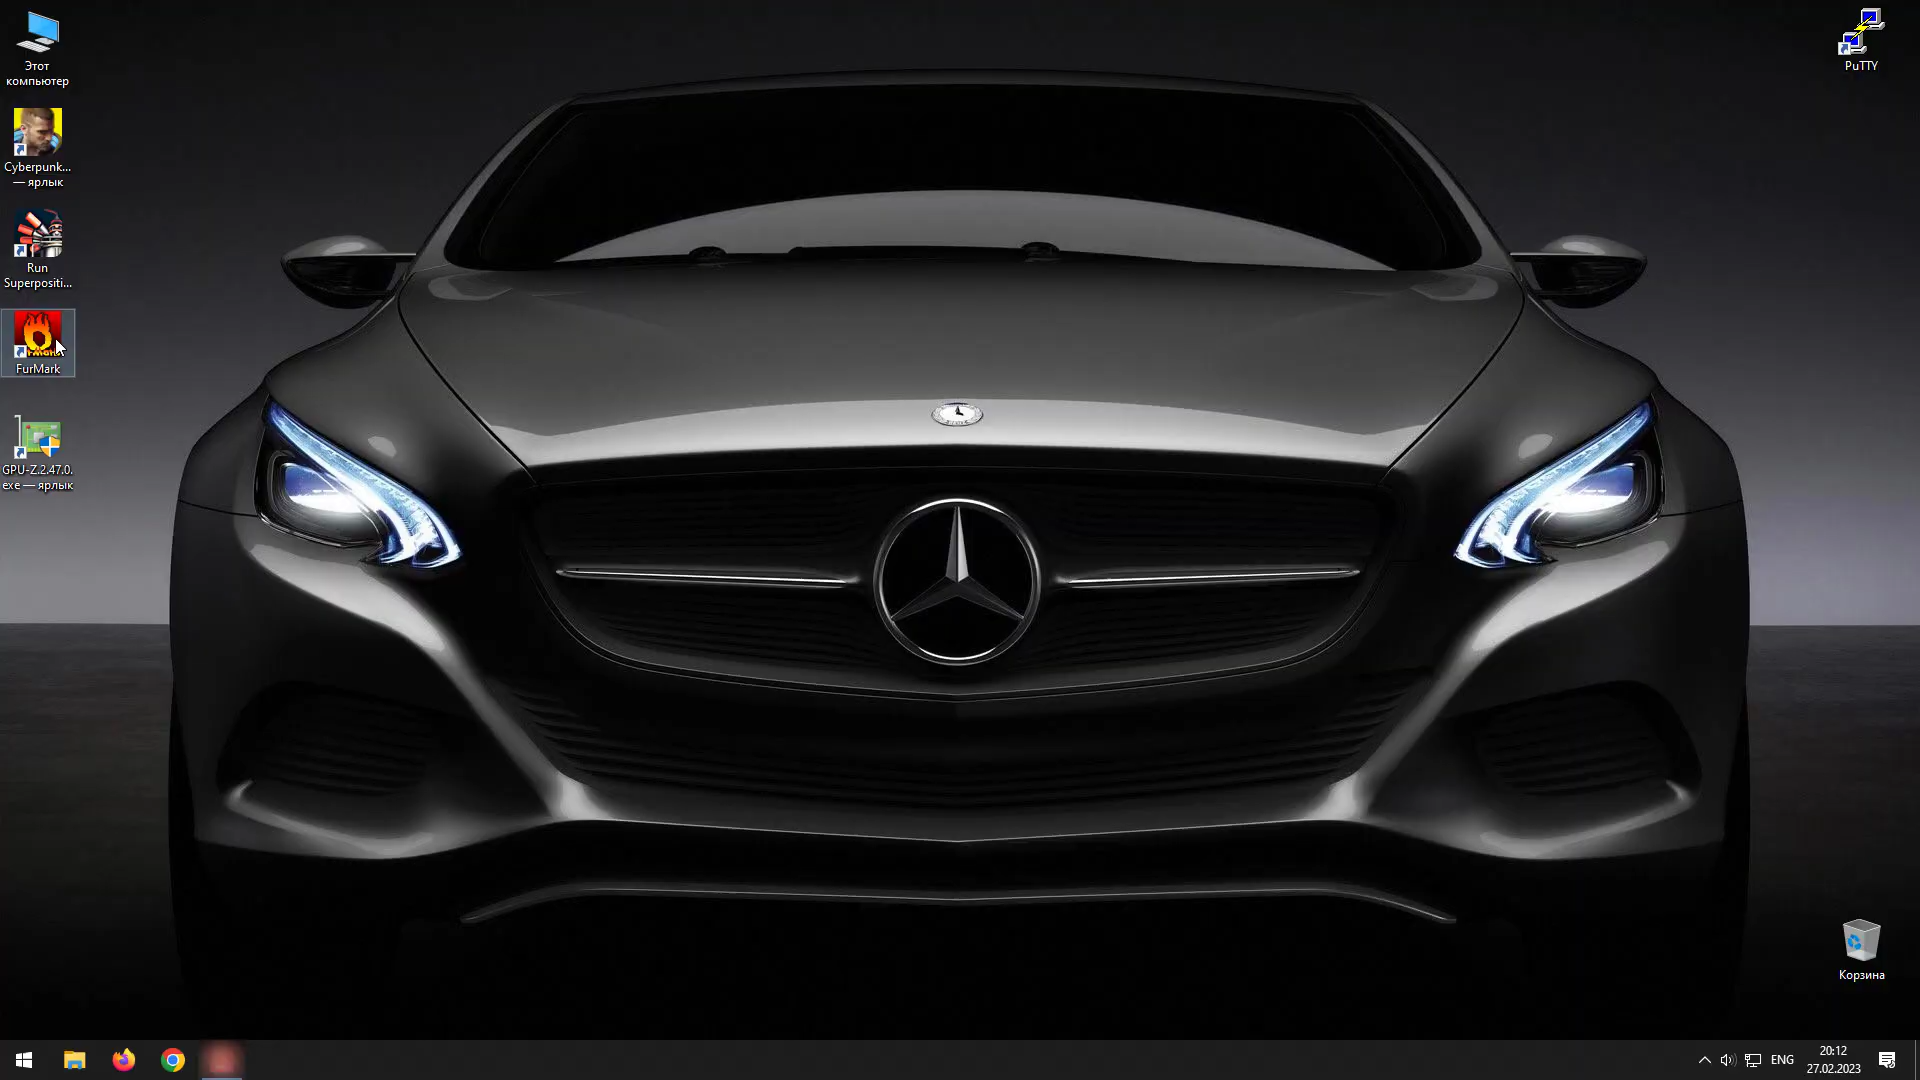 Этот
компьютер
Cyberpunk...
— ярлык
Run
Superpositi...
FurMark
GPU-Z.2.47.0.
exe — ярлык
PuTTY
Корзина
ENG
20:12
27.02.2023